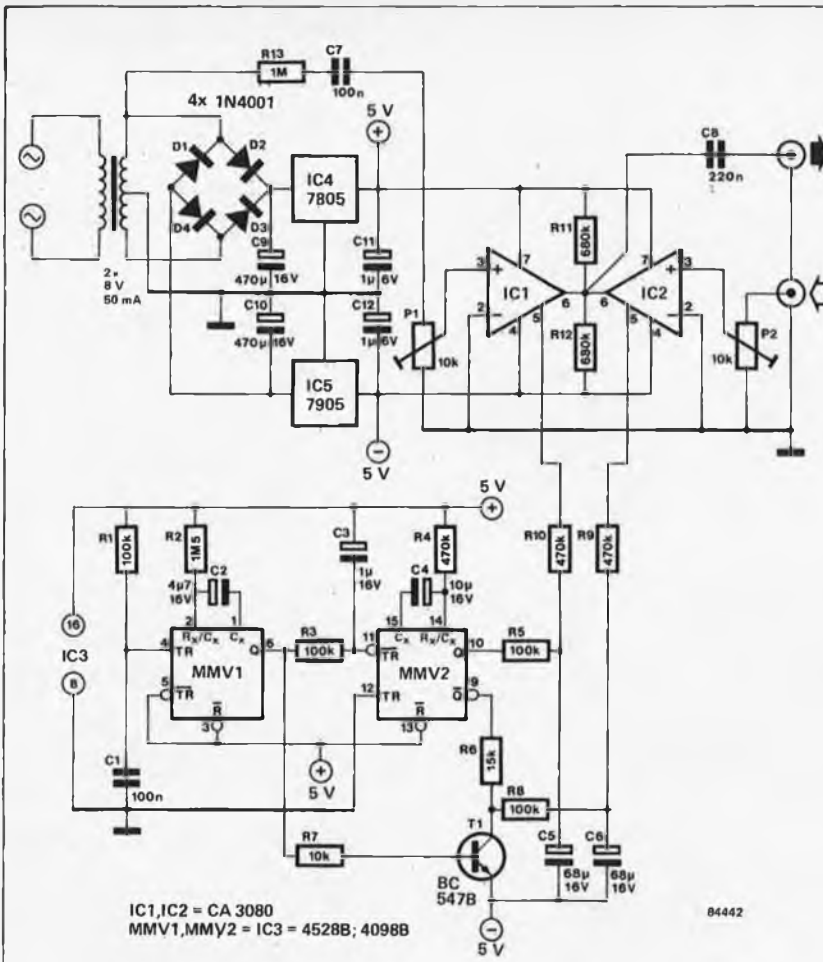 R13
1M
C7
100n
4x 1N4001
D1
D2
D4
D3
2x
8 V
50 mA
IC4
7805
5 V
+
C9
470µ 16V
C10
470µ 16V
C11
1µ 6V
C12
1µ 6V
IC5
7905
−
5 V
P1
10k
3
+
2
−
7
IC1
6
5
4
R11
680k
R12
680k
6
7
IC2
5
4
3
+
2
−
C8
220n
P2
10k
5 V
+
R1
100k
R2
1M5
C2
4µ7
16V
2
1
RX/CX
CX
4
TR
Q
6
MMV1
5
T̅R̅
R̅
3
R3
100k
C3
1µ
16V
R4
470k
C4
10µ
16V
15
14
CX
RX/CX
11
T̅R̅
Q
10
MMV2
9
Q̅
12
TR
R̅
13
R5
100k
R10
470k
R9
470k
16
IC3
8
C1
100n
+
5 V
R6
15k
R8
100k
R7
10k
T1
BC
547B
C5
68µ
16V
C6
68µ
16V
−
5 V
IC1,IC2 = CA 3080
MMV1,MMV2 = IC3 = 4528B; 4098B
84442